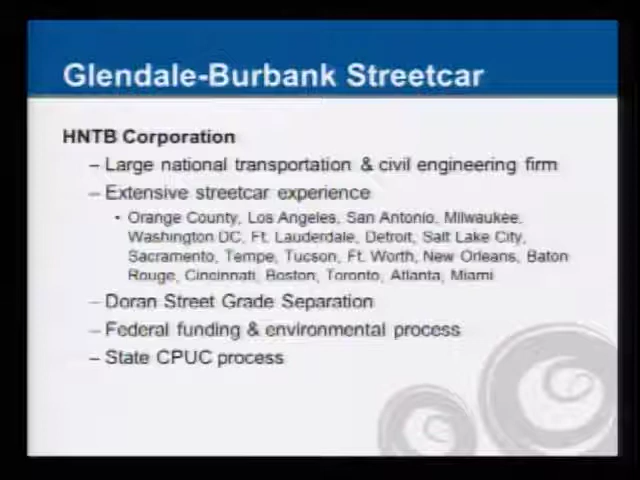 Glendale-Burbank Streetcar
HNTB Corporation
– Large national transportation & civil engineering firm
– Extensive streetcar experience
• Orange County, Los Angeles, San Antonio, Milwaukee,
Washington DC, Ft. Lauderdale, Detroit, Salt Lake City,
Sacramento, Tempe, Tucson, Ft. Worth, New Orleans, Baton
Rouge, Cincinnati, Boston, Toronto, Atlanta, Miami
– Doran Street Grade Separation
– Federal funding & environmental process
– State CPUC process